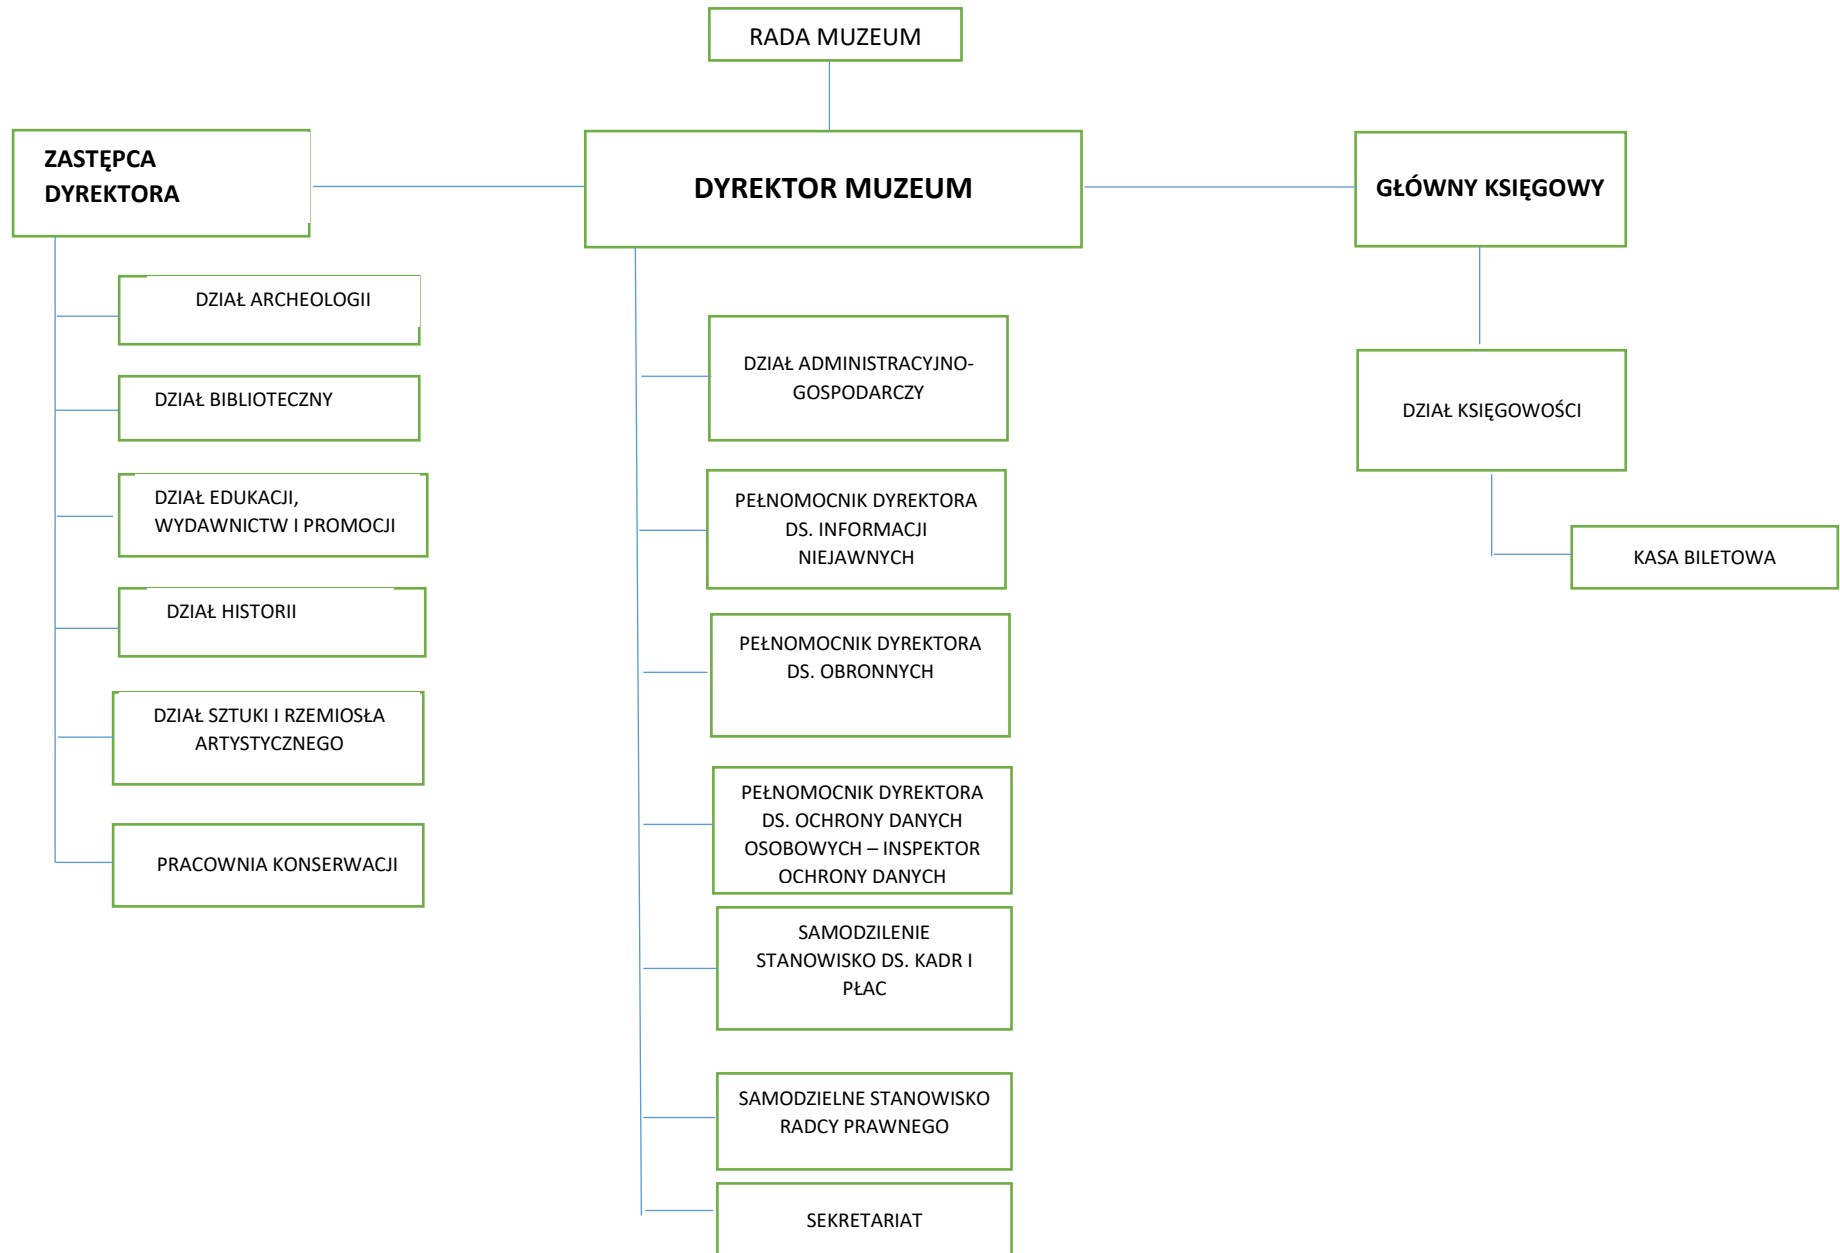 RADA MUZEUM
ZASTĘPCA
DYREKTORA
DYREKTOR MUZEUM
GŁÓWNY KSIĘGOWY
DZIAŁ ARCHEOLOGII
DZIAŁ BIBLIOTECZNY
DZIAŁ EDUKACJI,
WYDAWNICTW I PROMOCJI
DZIAŁ HISTORII
DZIAŁ SZTUKI I RZEMIOSŁA
ARTYSTYCZNEGO
PRACOWNIA KONSERWACJI
DZIAŁ ADMINISTRACYJNO-
GOSPODARCZY
PEŁNOMOCNIK DYREKTORA
DS. INFORMACJI
NIEJAWNYCH
PEŁNOMOCNIK DYREKTORA
DS. OBRONNYCH
PEŁNOMOCNIK DYREKTORA
DS. OCHRONY DANYCH
OSOBOWYCH – INSPEKTOR
OCHRONY DANYCH
SAMODZILENIE
STANOWISKO DS. KADR I
PŁAC
SAMODZIELNE STANOWISKO
RADCY PRAWNEGO
SEKRETARIAT
DZIAŁ KSIĘGOWOŚCI
KASA BILETOWA